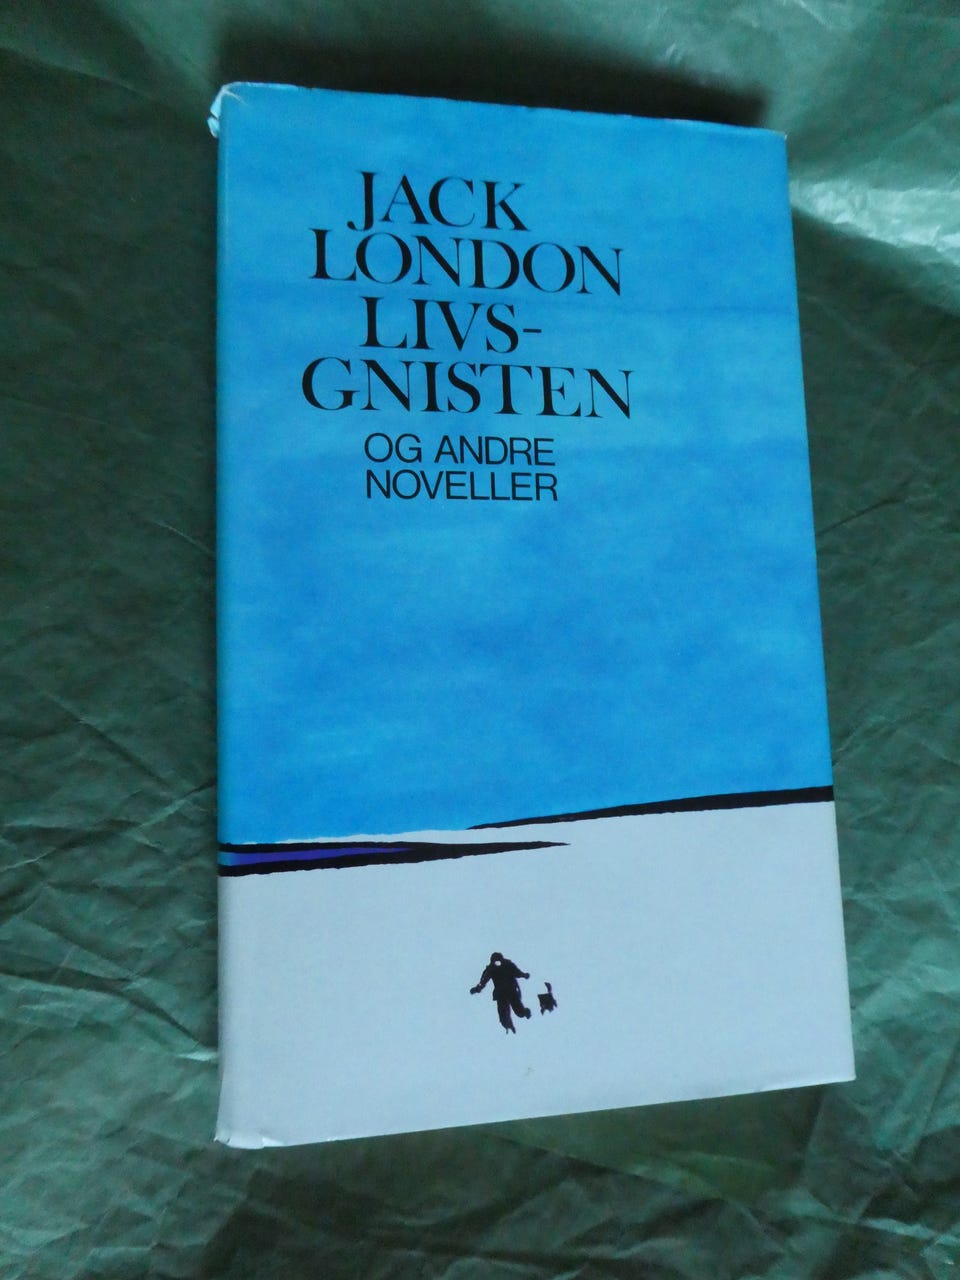 JACK
LONDON
LIVS-
GNISTEN
OG ANDRE
NOVELLER